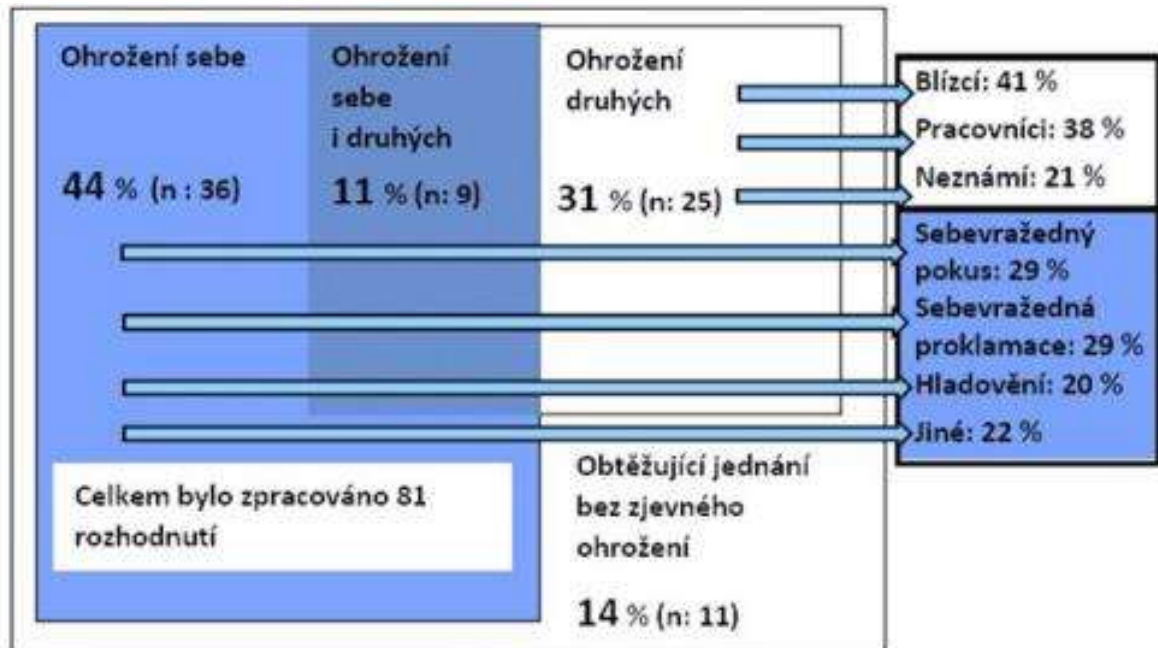 Ohrožení sebe
44 % (n : 36)
Ohrožení
sebe
i druhých
11 % (n: 9)
Ohrožení
druhých
31 % (n: 25)
Blízcí: 41 %
Pracovníci: 38 %
Neznámí: 21 %
Sebevražedný
pokus: 29 %
Sebevražedná
proklamace: 29 %
Hladovění: 20 %
Jiné: 22 %
Celkem bylo zpracováno 81
rozhodnutí
Obtěžující jednání
bez zjevného
ohrožení
14 % (n: 11)